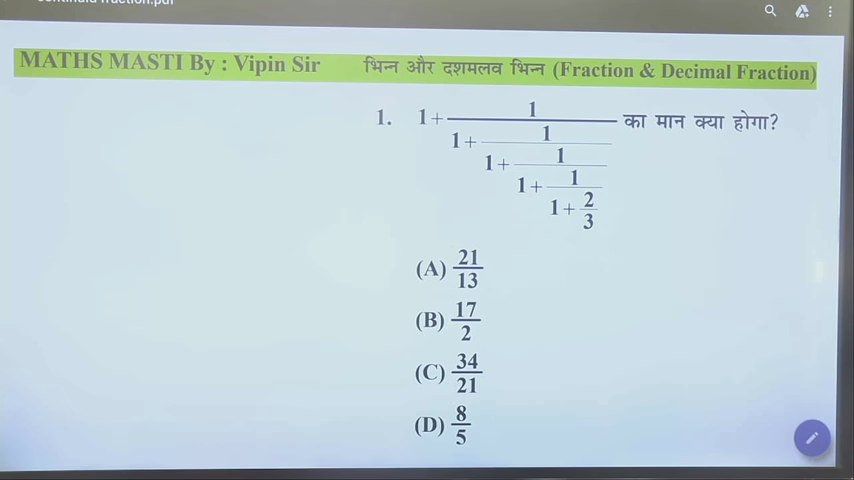 MATHS MASTI By : Vipin Sir भिन्न और दशमलव भिन्न (Fraction & Decimal Fraction)
1. 1+ 1 का मान क्या होगा?
1+ 1
1+ 1
1+ 1
1+ 2
3
(A) 21/13
(B) 17/2
(C) 34/21
(D) 8/5